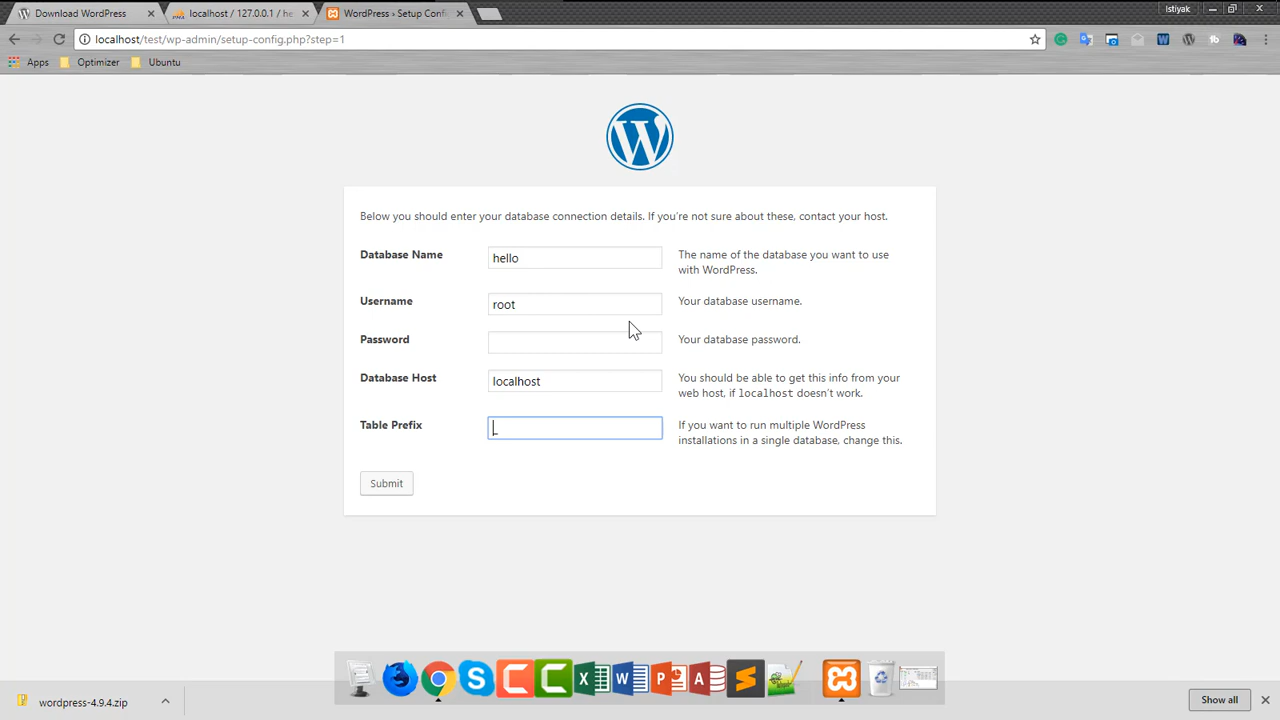 Download WordPress
localhost / 127.0.0.1 / he
WordPress › Setup Confi
Istiyak
localhost/test/wp-admin/setup-config.php?step=1
Apps
Optimizer
Ubuntu
Below you should enter your database connection details. If you’re not sure about these, contact your host.
Database Name
hello
The name of the database you want to use
with WordPress.
Username
root
Your database username.
Password
Your database password.
Database Host
localhost
You should be able to get this info from your
web host, if localhost doesn’t work.
Table Prefix
_
If you want to run multiple WordPress
installations in a single database, change this.
Submit
wordpress-4.9.4.zip
Show all